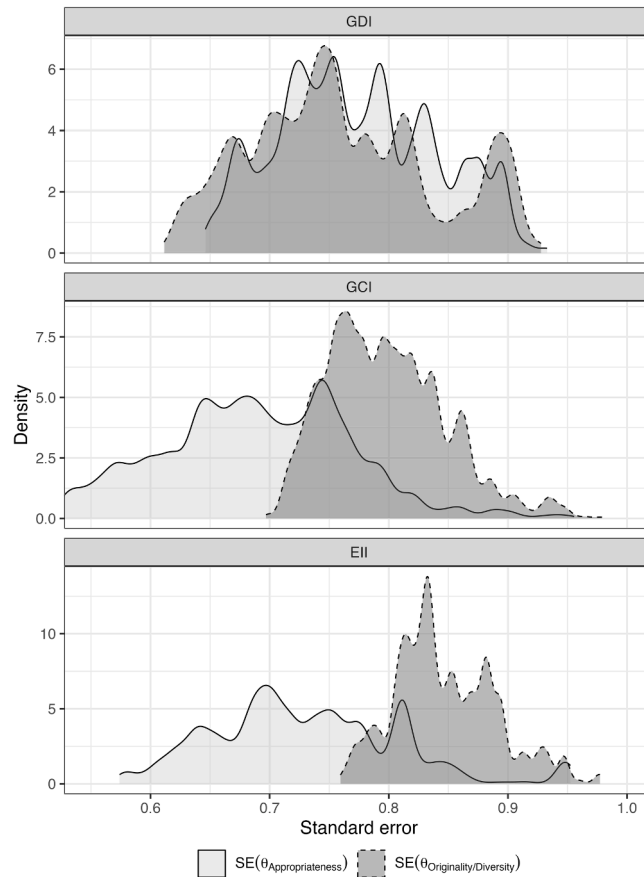 GDI
6
4
2
0
GCI
7.5
5.0
2.5
0.0
Density
EII
10
5
0
0.6 0.7 0.8 0.9 1.0
Standard error
SE(θAppropriateness) SE(θOriginality/Diversity)